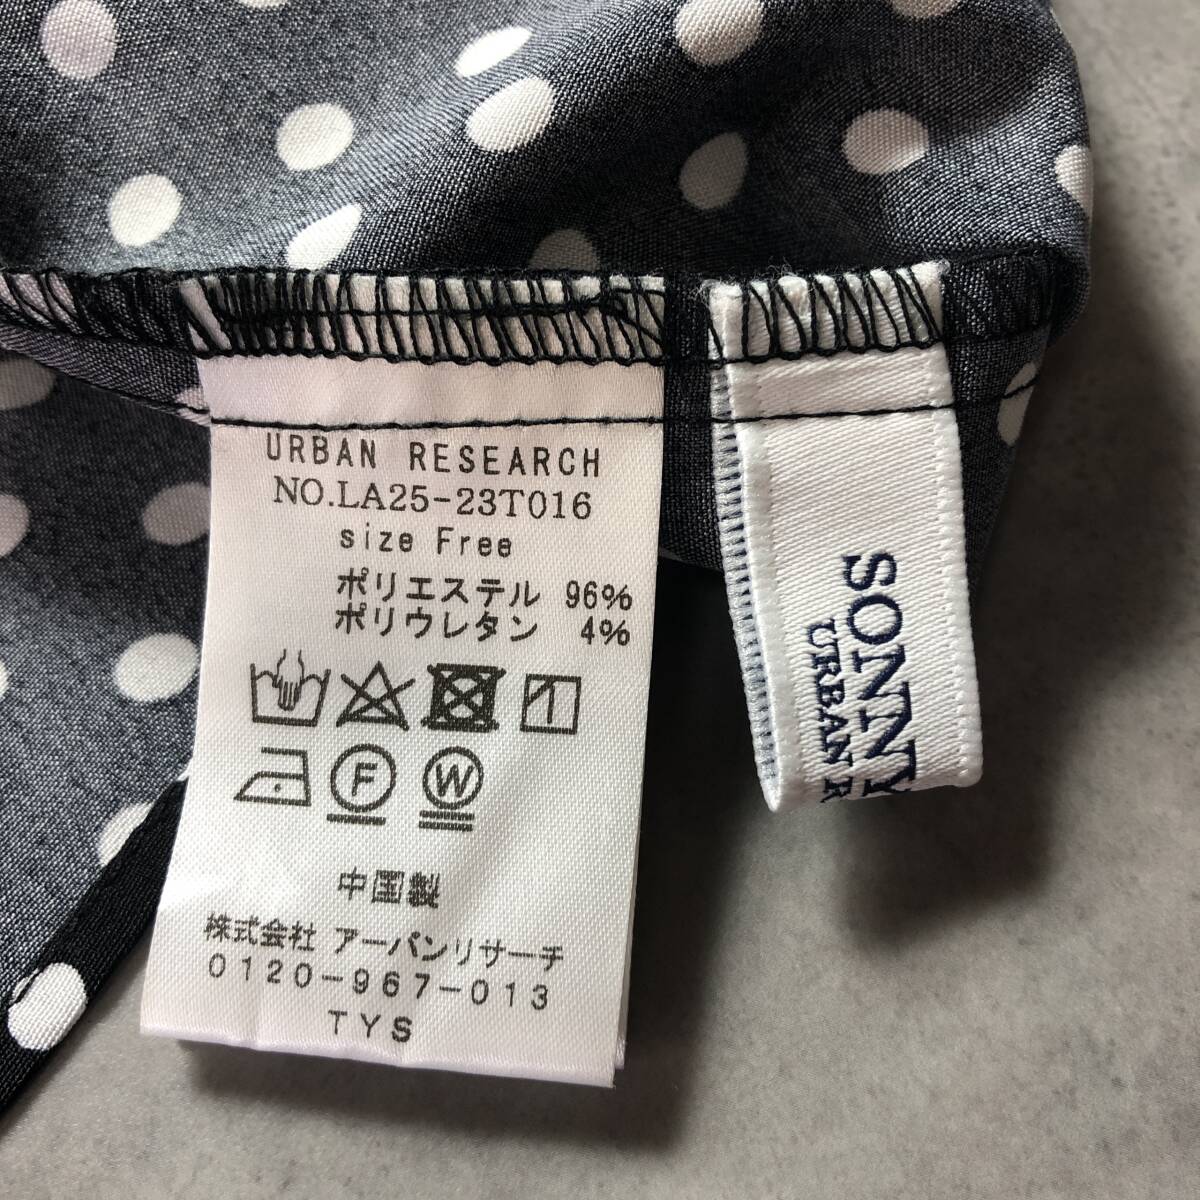 URBAN RESEARCH
NO.LA25-23T016
size Free
ポリエステル 96%
ポリウレタン 4%
F W
中国製
株式会社 アーバンリサーチ
0120-967-013
TYS
SONNY
URBAN R